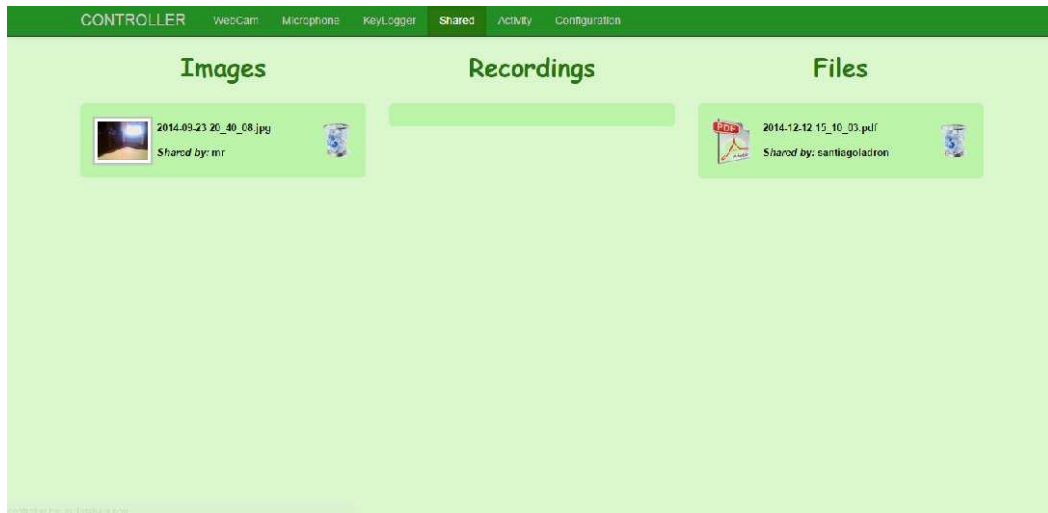 CONTROLLER WebCam Microphone KeyLogger Shared Activity Configuration
Images Recordings Files
2014-09-23 20_40_08.jpg
Shared by: mr
PDF
2014-12-12 15_10_03.pdf
Shared by: santiagoladron